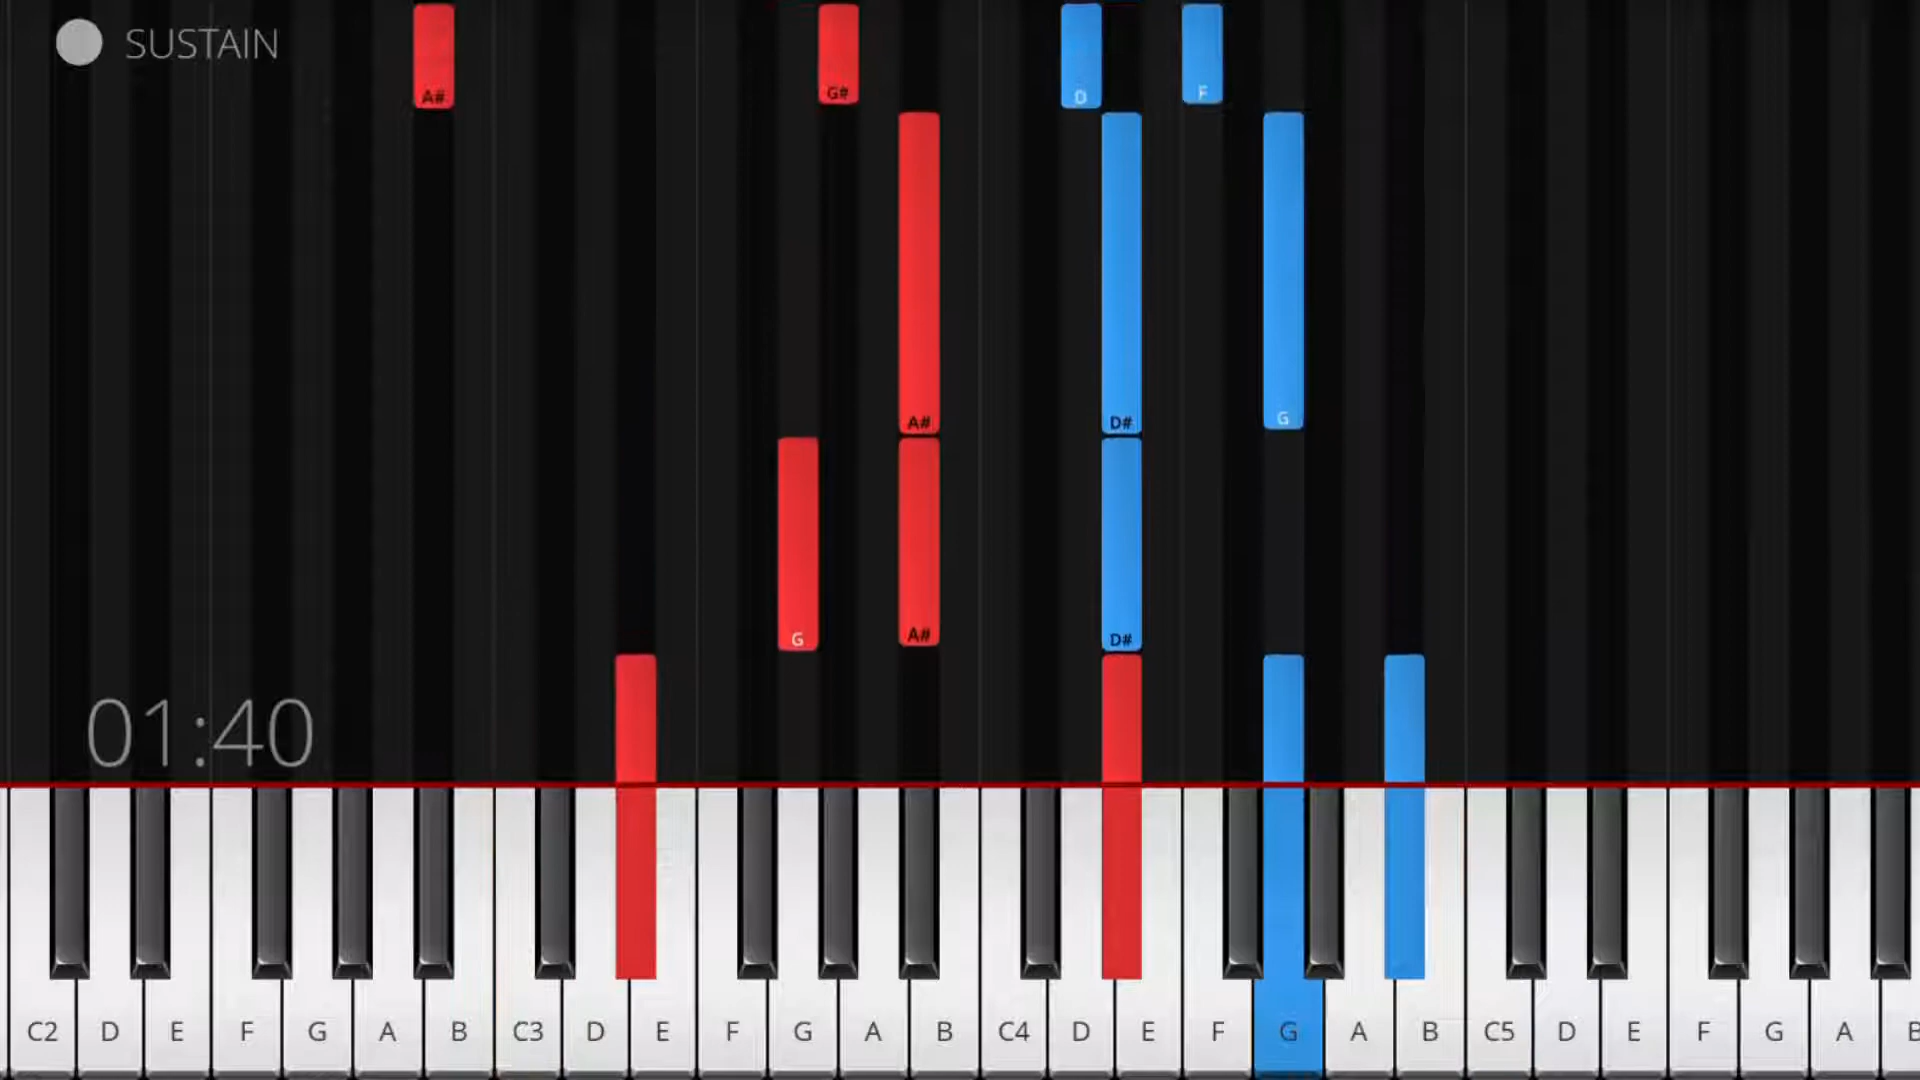 SUSTAIN
A#
G#
D
F
A#
D#
G
G
A#
D#
01:40
C2 D E F G A B C3 D E F G A B C4 D E F G A B C5 D E F G A B